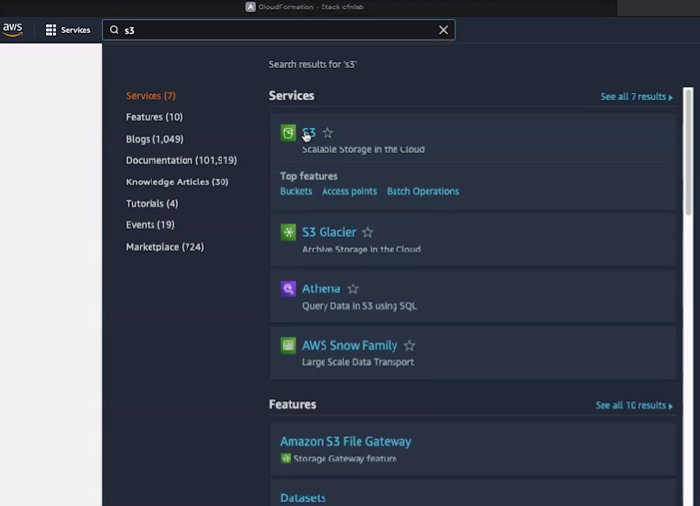 CloudFormation - Stack cfnlab
aws
Services
s3
Search results for 's3'
Services (7)
Features (10)
Blogs (1,049)
Documentation (101,919)
Knowledge Articles (30)
Tutorials (4)
Events (19)
Marketplace (724)
Services
See all 7 results
S3
Scalable Storage in the Cloud
Top features
Buckets Access points Batch Operations
S3 Glacier
Archive Storage in the Cloud
Athena
Query Data in S3 using SQL
AWS Snow Family
Large Scale Data Transport
Features
See all 10 results
Amazon S3 File Gateway
Storage Gateway feature
Datasets